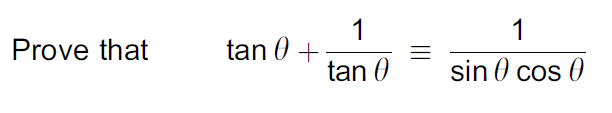 Prove that tan θ + 1/tan θ ≡ 1/sin θ cos θ